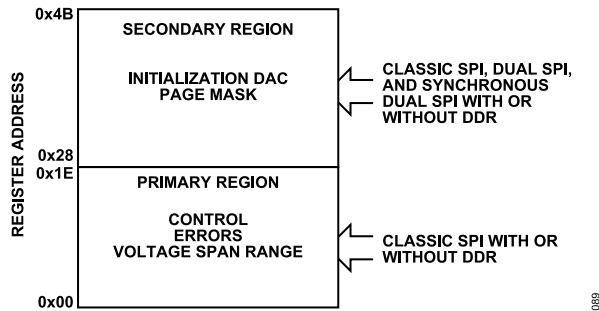 0x4B
SECONDARY REGION
INITIALIZATION DAC
PAGE MASK
CLASSIC SPI, DUAL SPI,
AND SYNCHRONOUS
DUAL SPI WITH OR
WITHOUT DDR
REGISTER ADDRESS
0x28
0x1E
PRIMARY REGION
CONTROL
ERRORS
VOLTAGE SPAN RANGE
CLASSIC SPI WITH OR
WITHOUT DDR
0x00
089